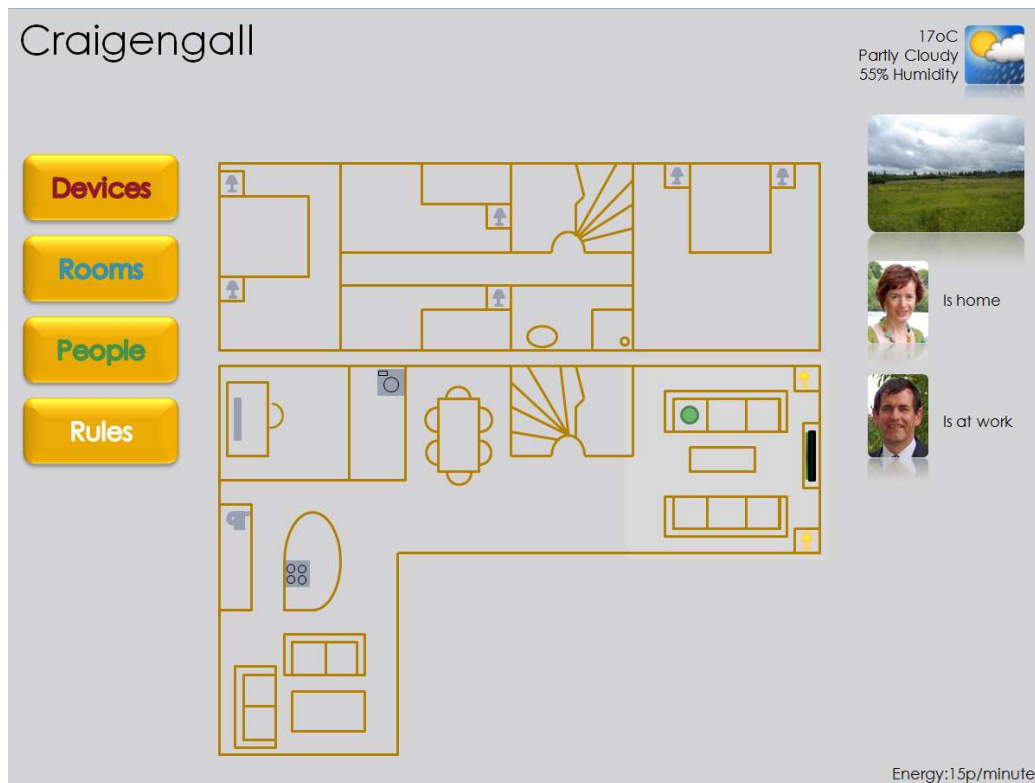 Craigengall
17oC
Partly Cloudy
55% Humidity
Devices
Rooms
People
Rules
Is home
Is at work
Energy:15p/minute